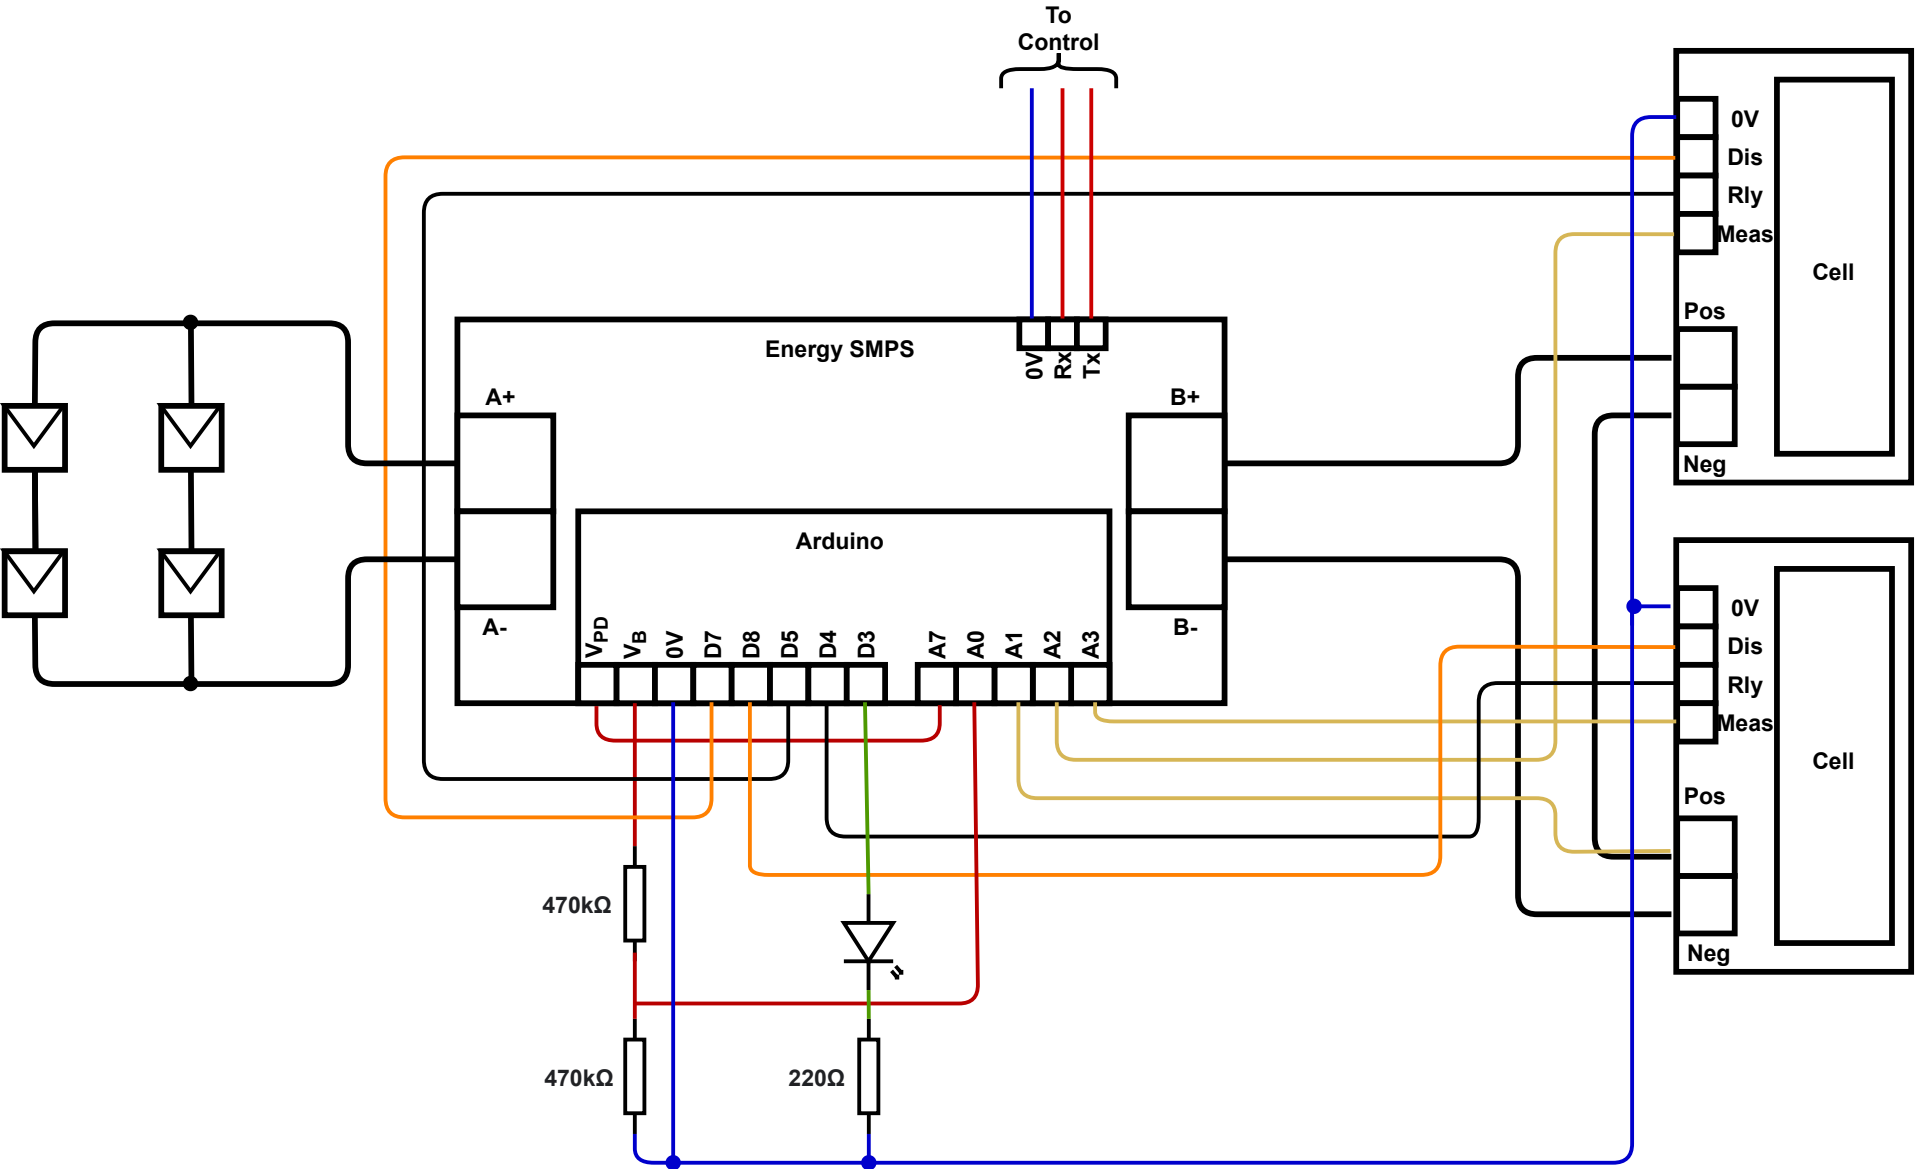 To
Control
0V
Dis
Rly
Meas
Cell
Pos
Neg
Energy SMPS
0V
Rx
Tx
A+
B+
Arduino
A-
B-
VPD
VB
0V
D7
D8
D5
D4
D3
A7
A0
A1
A2
A3
0V
Dis
Rly
Meas
Cell
Pos
Neg
470kΩ
470kΩ
220Ω